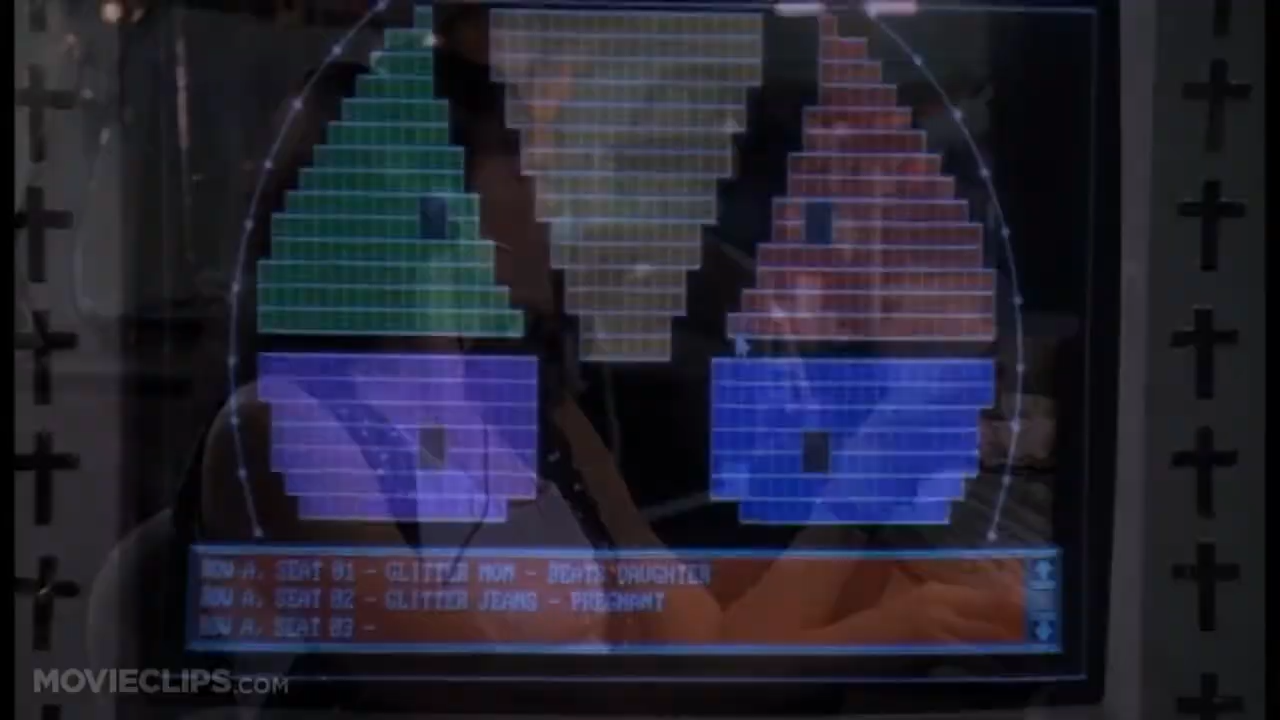 ROW A, SEAT 01 - GLITTER MOM - BEATS DAUGHTER
ROW A, SEAT 02 - GLITTER JEANS - PREGNANT
ROW A, SEAT 03 -
MOVIECLIPS.COM